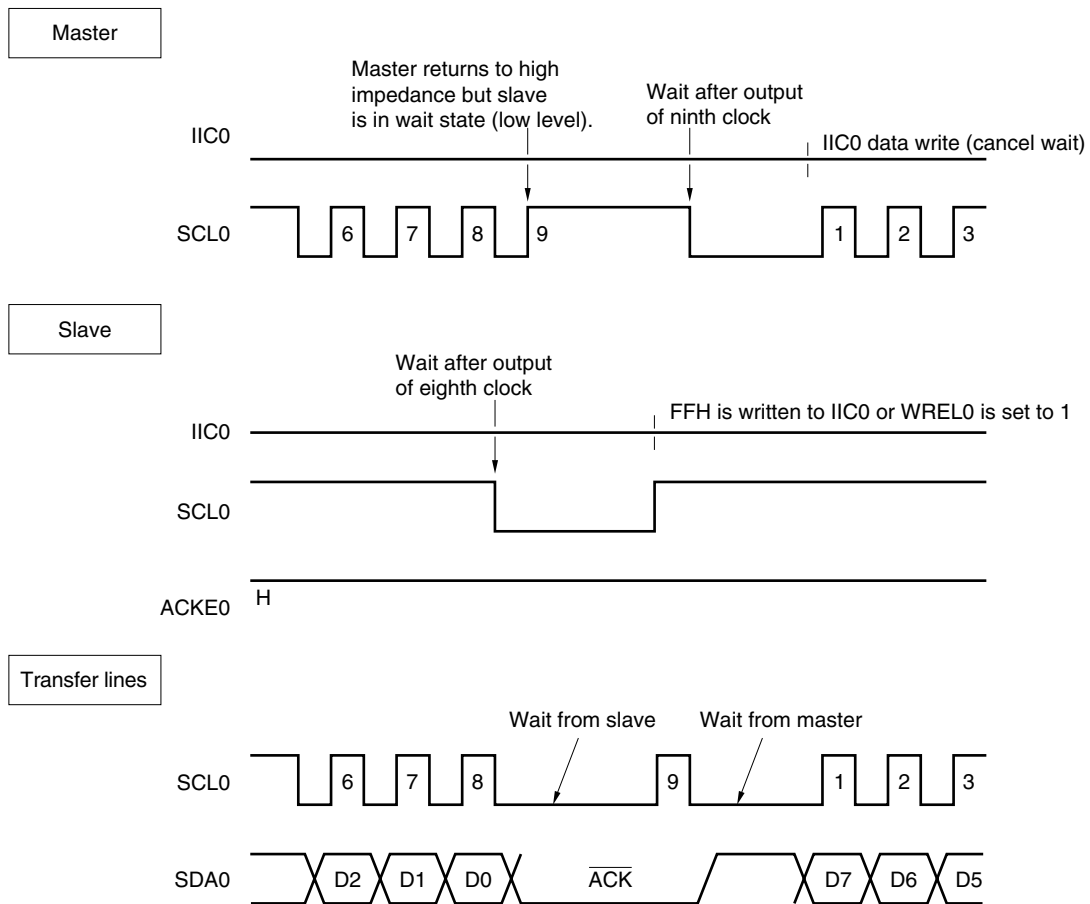 Master
Master returns to high
impedance but slave
is in wait state (low level).
Wait after output
of ninth clock
IIC0
IIC0 data write (cancel wait)
SCL0
6 7 8 9 1 2 3
Slave
Wait after output
of eighth clock
FFH is written to IIC0 or WREL0 is set to 1
IIC0
SCL0
ACKE0
H
Transfer lines
Wait from slave
Wait from master
SCL0
6 7 8 9 1 2 3
SDA0
D2 D1 D0 A̅C̅K̅ D7 D6 D5